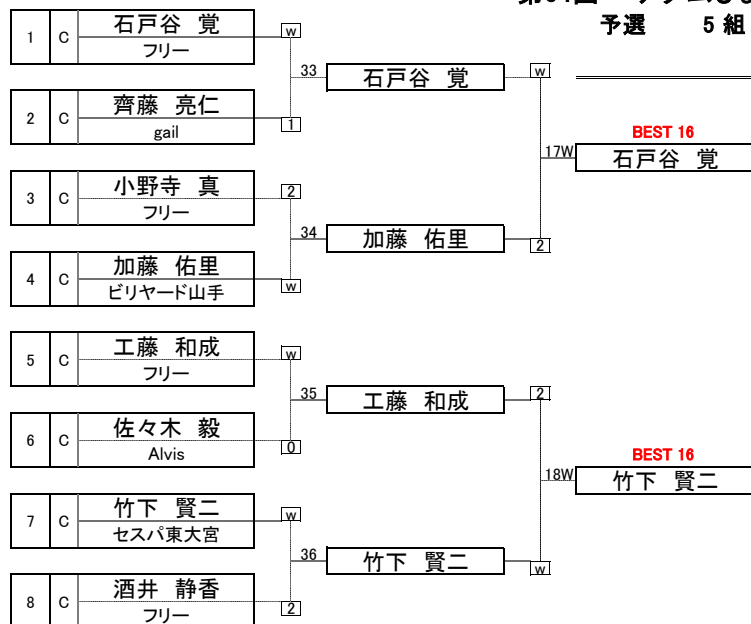 予選 5 組
1 C 石戸谷 覚 w
フリー
33 石戸谷 覚 w
2 C 齊藤 亮仁 1
gail
BEST 16
17W 石戸谷 覚
3 C 小野寺 真 2
フリー
34 加藤 佑里 2
4 C 加藤 佑里 w
ビリヤード山手
5 C 工藤 和成 w
フリー
35 工藤 和成 2
6 C 佐々木 毅 0
Alvis
BEST 16
18W 竹下 賢二
7 C 竹下 賢二 w
セスパ東大宮
36 竹下 賢二 w
8 C 酒井 静香 2
フリー